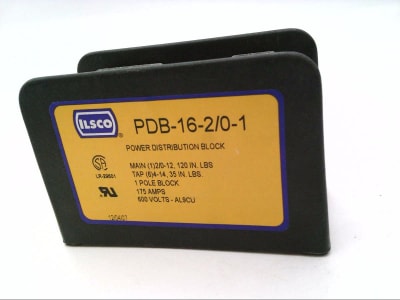 ILSCO
PDB-16-2/0-1
POWER DISTRIBUTION BLOCK
MAIN (1)2/0-12, 120 IN. LBS.
TAP (6)4-14, 35 IN. LBS.
1 POLE BLOCK
175 AMPS
600 VOLTS - AL9CU